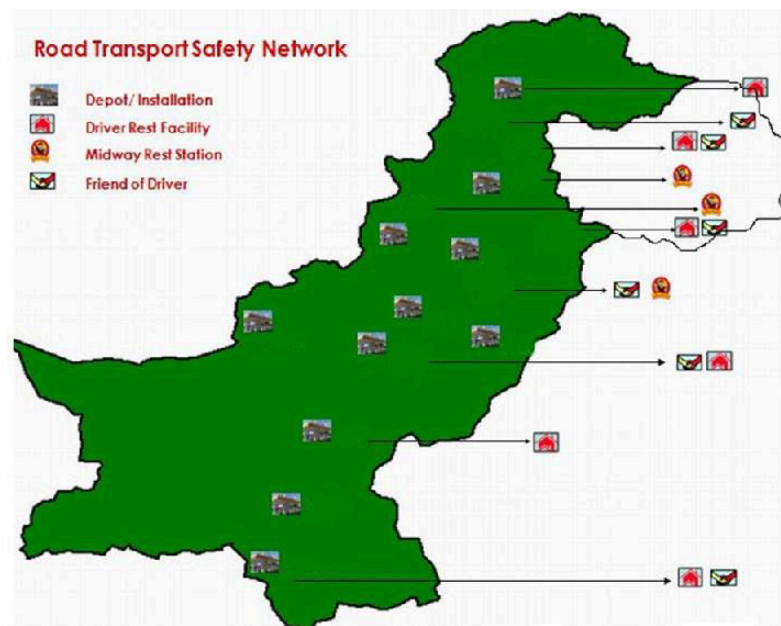 Road Transport Safety Network
Depot/ Installation
Driver Rest Facility
Midway Rest Station
Friend of Driver